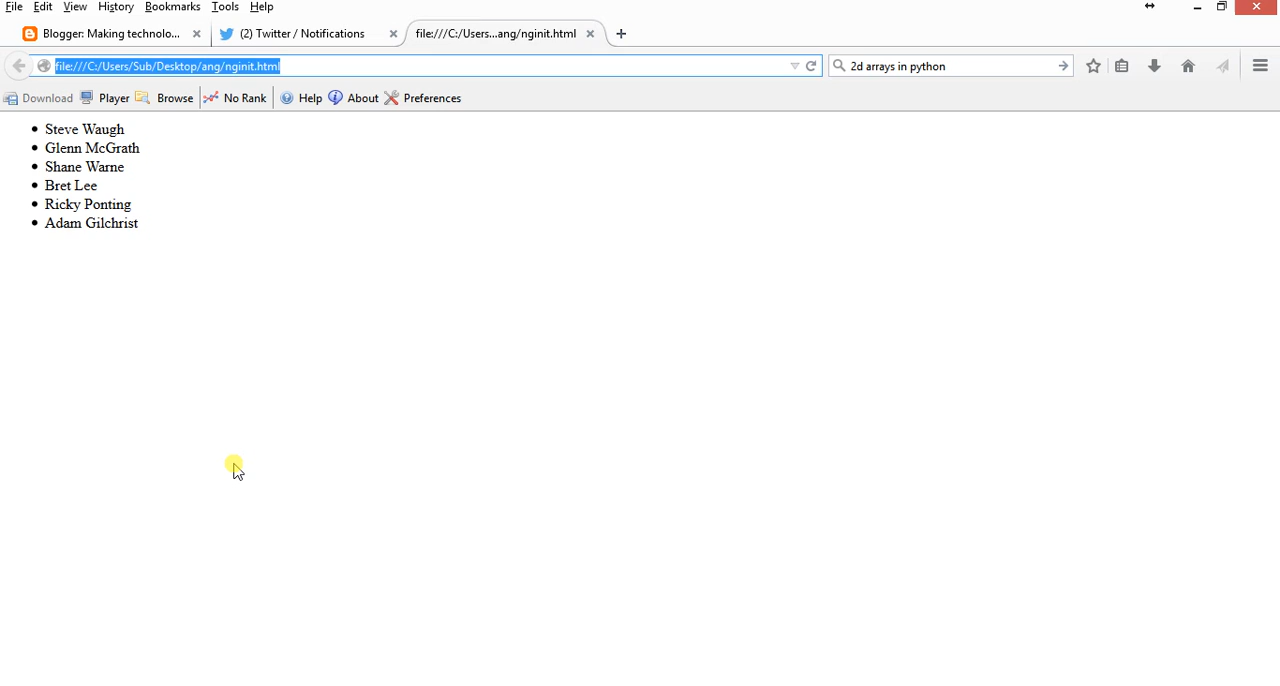 File Edit View History Bookmarks Tools Help
Blogger: Making technolo... (2) Twitter / Notifications file:///C:/Users...ang/nginit.html
file:///C:/Users/Sub/Desktop/ang/nginit.html 2d arrays in python
Download Player Browse No Rank Help About Preferences
Steve Waugh
Glenn McGrath
Shane Warne
Bret Lee
Ricky Ponting
Adam Gilchrist